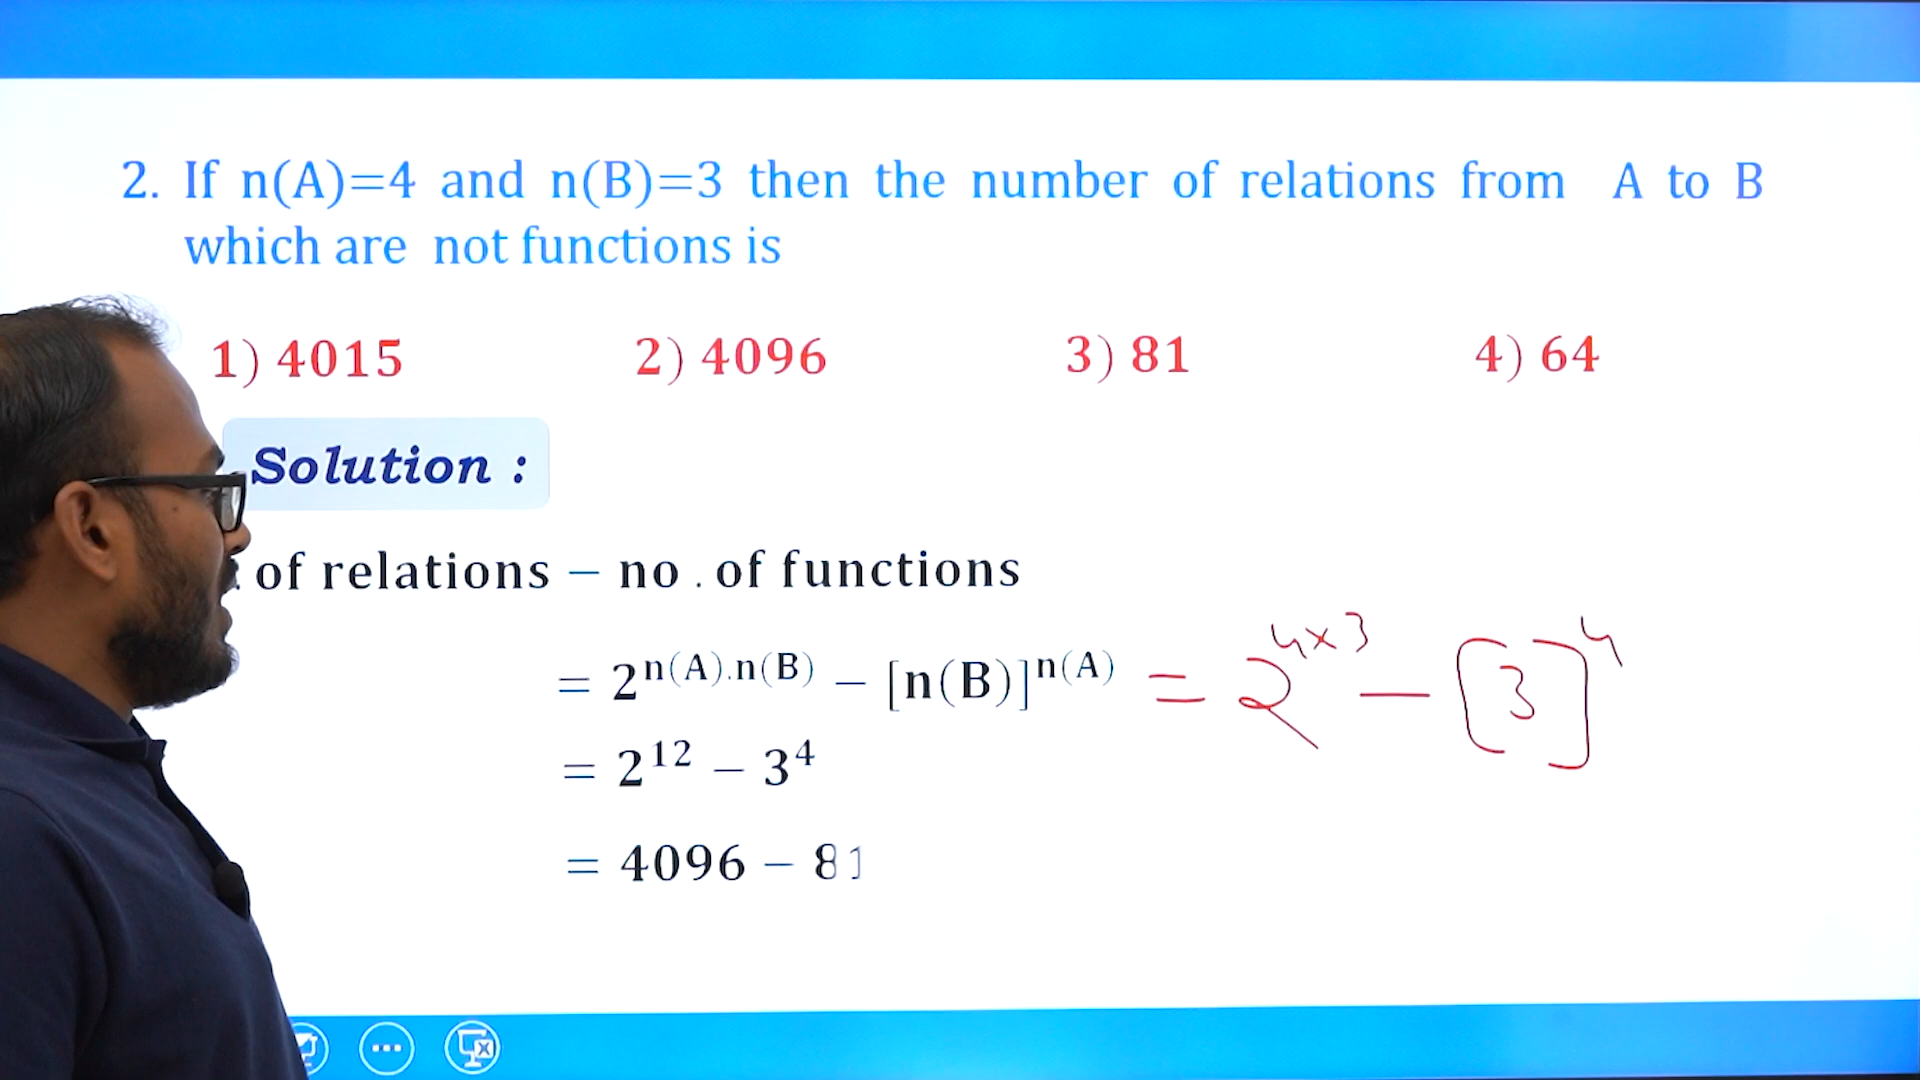 2. If n(A)=4 and n(B)=3 then the number of relations from A to B
which are not functions is
1) 4015 2) 4096 3) 81 4) 64
Solution :
of relations − no . of functions
= 2^{n(A).n(B)} − [n(B)]^{n(A)} = 2^{4×3} − [3]^4
= 2^{12} − 3^4
= 4096 − 81